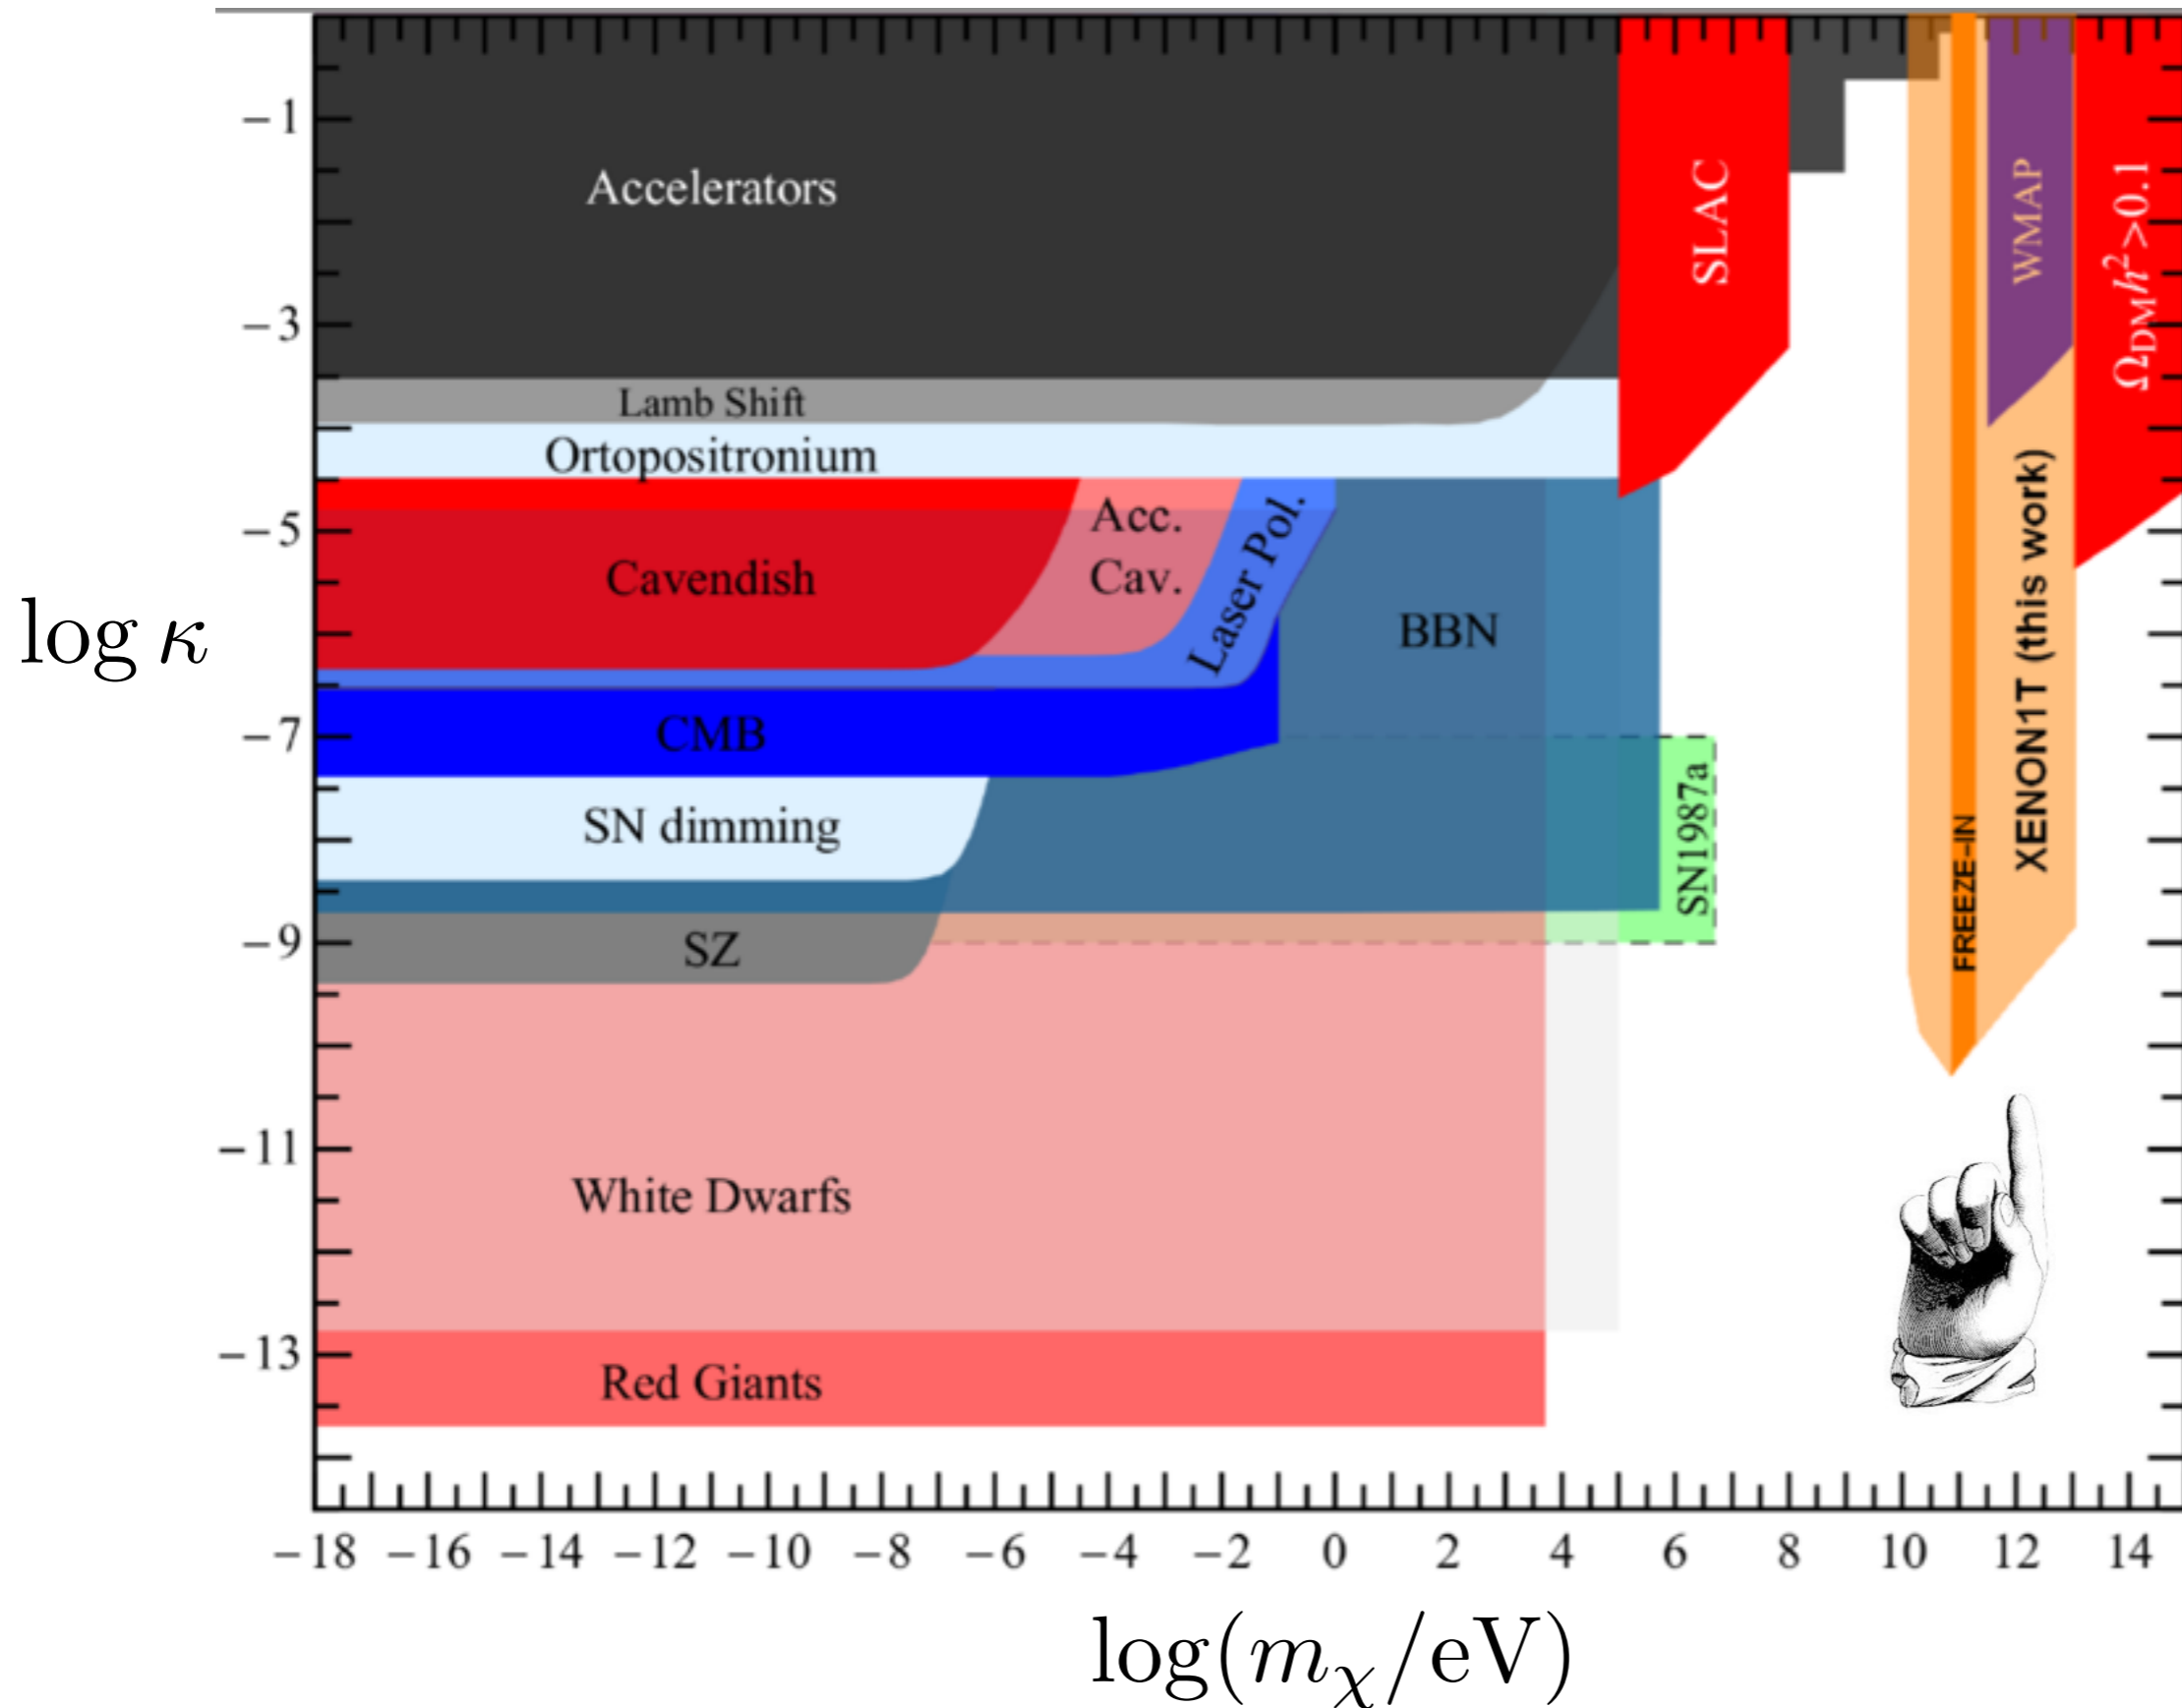 −1
−3
−5
−7
−9
−11
−13
log κ
Accelerators
Lamb Shift
Ortopositronium
Cavendish
Acc.
Cav.
Laser Pol.
CMB
BBN
SN dimming
SZ
White Dwarfs
Red Giants
SLAC
SN1987a
FREEZE–IN
XENON1T (this work)
WMAP
Ω_DM h²>0.1
−18 −16 −14 −12 −10 −8 −6 −4 −2 0 2 4 6 8 10 12 14
log(m_χ/eV)